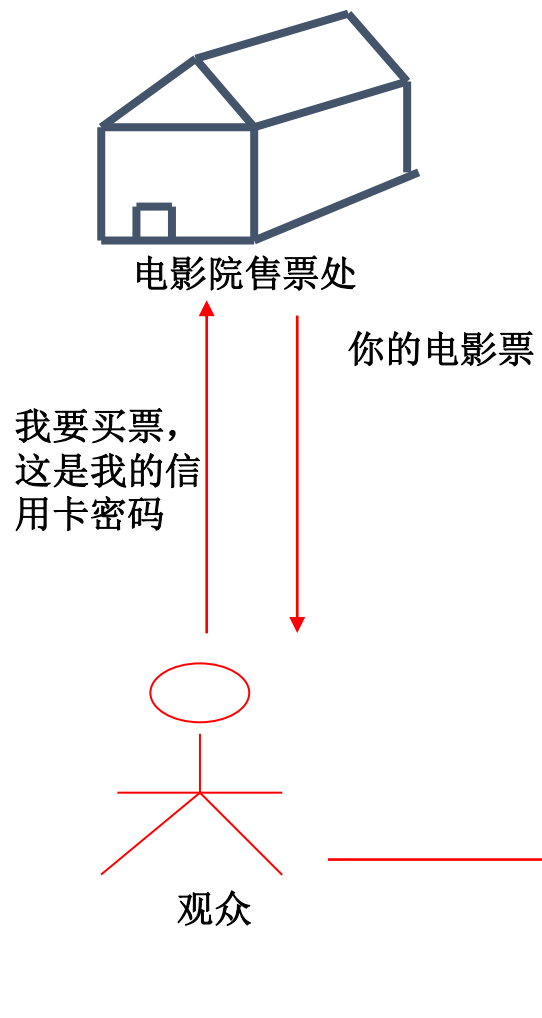 电影院售票处
你的电影票
我要买票，
这是我的信
用卡密码
观众